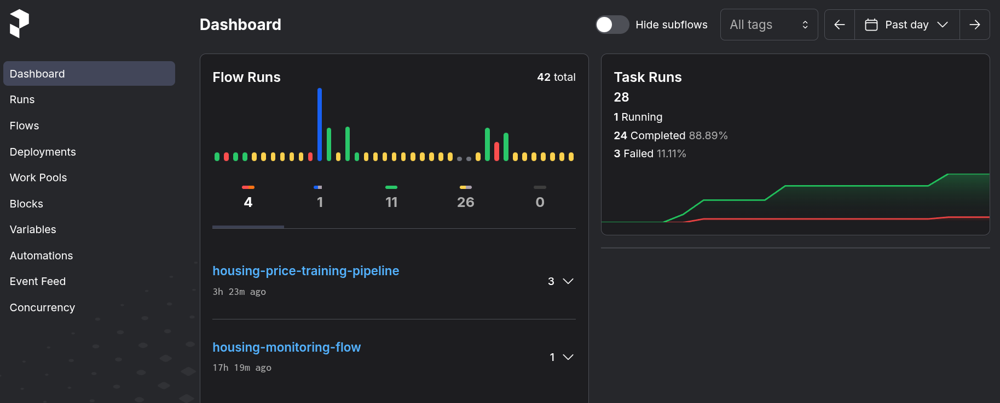 Dashboard
Hide subflows
All tags
Past day
Dashboard
Runs
Flows
Deployments
Work Pools
Blocks
Variables
Automations
Event Feed
Concurrency
Flow Runs
42 total
4
1
11
26
0
housing-price-training-pipeline
3h 23m ago
3
housing-monitoring-flow
17h 19m ago
1
Task Runs
28
1 Running
24 Completed 88.89%
3 Failed 11.11%